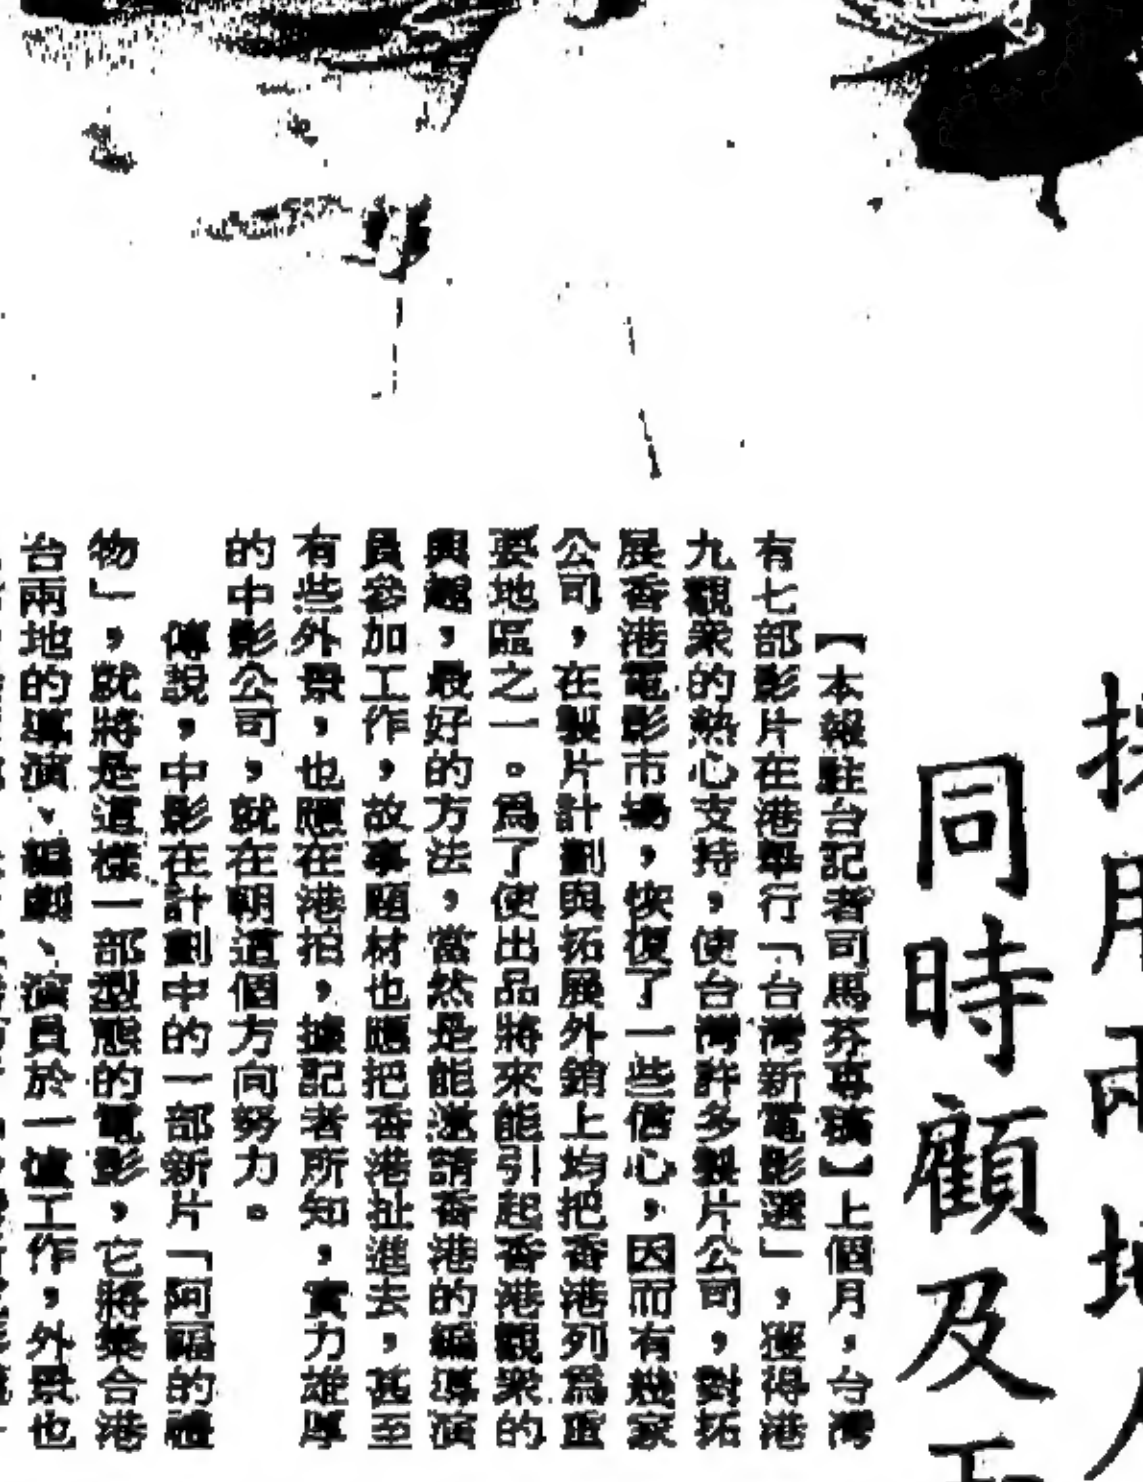 採用兩地人
同時顧及
【本報駐台記者司馬芬專稿】上個月，台灣
有七部影片在港舉行「台灣新電影選」，獲得港
九觀衆的熱心支持，使台灣許多製片公司，對拓
展香港電影市場，恢復了一些信心，因而有幾家
公司，在製片計劃與拓展外銷上均把香港列爲重
要地區之一。爲了使出品將來能引起香港觀衆的
興趣，最好的方法，當然是能邀請香港的編導演
員參加工作，故事題材也應把香港扯進去，甚至
有些外景，也應在港拍，據記者所知，實力雄厚
的中影公司，就在朝這個方向努力。
傳說，中影在計劃中的一部新片「阿福的禮
物」，就將是這樣一部型態的電影，它將集合港
台兩地的導演、編劇、演員於一爐工作，外景也